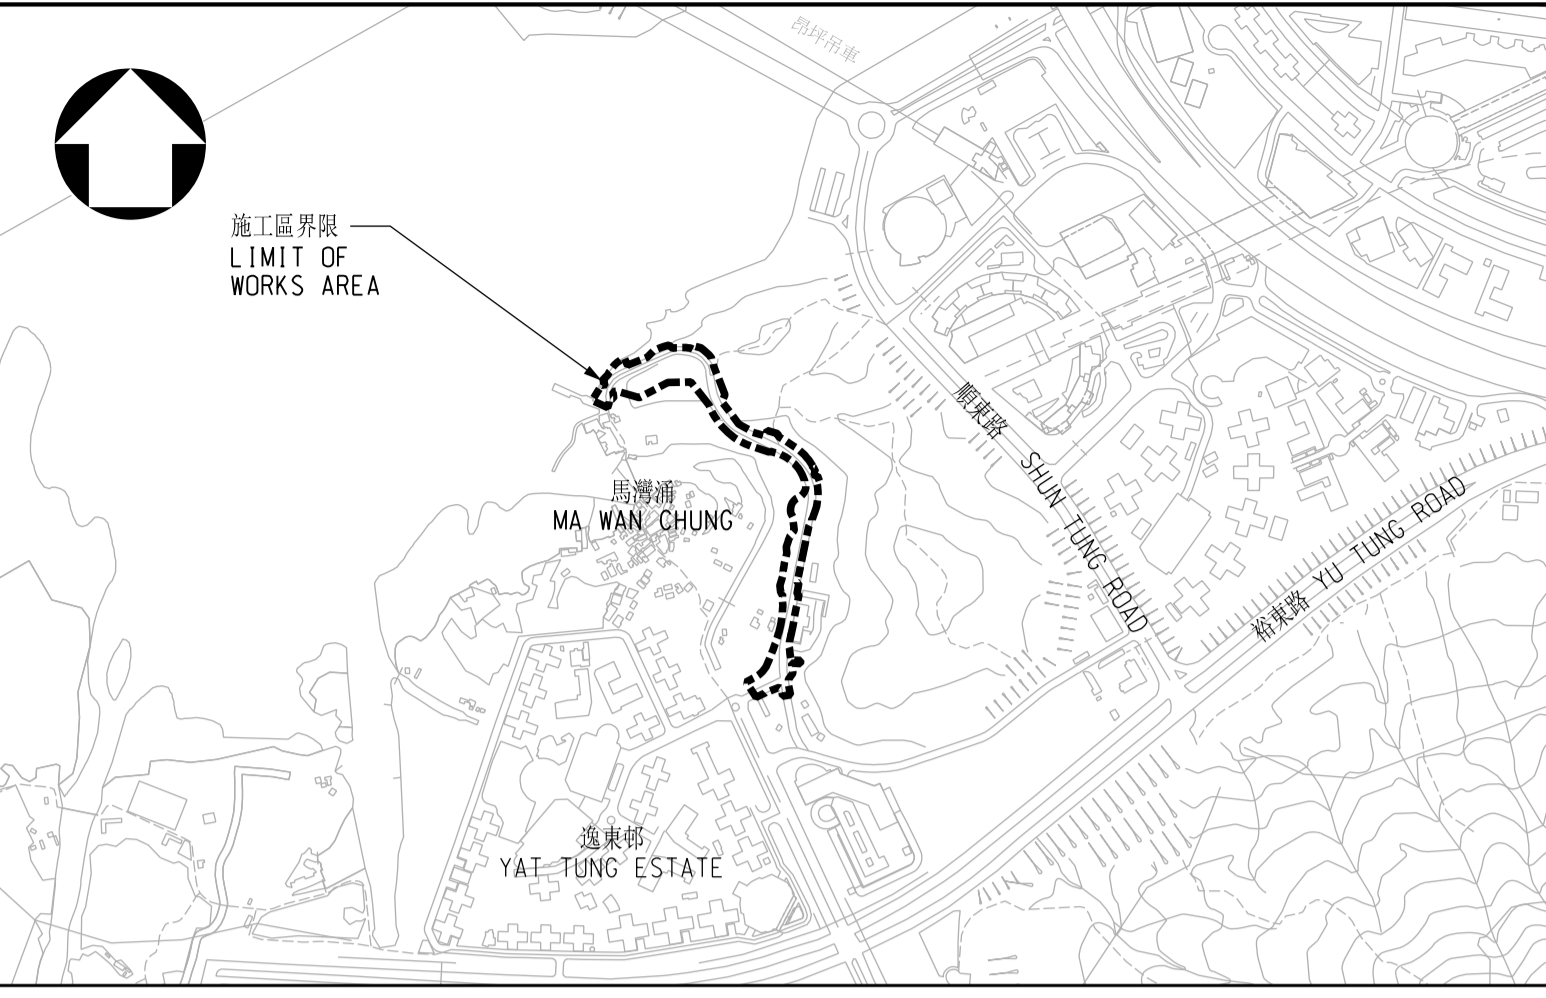 昂坪吊車
施工區界限
LIMIT OF
WORKS AREA
順東路 SHUN TUNG ROAD
馬灣涌
MA WAN CHUNG
裕東路 YU TUNG ROAD
逸東邨
YAT TUNG ESTATE